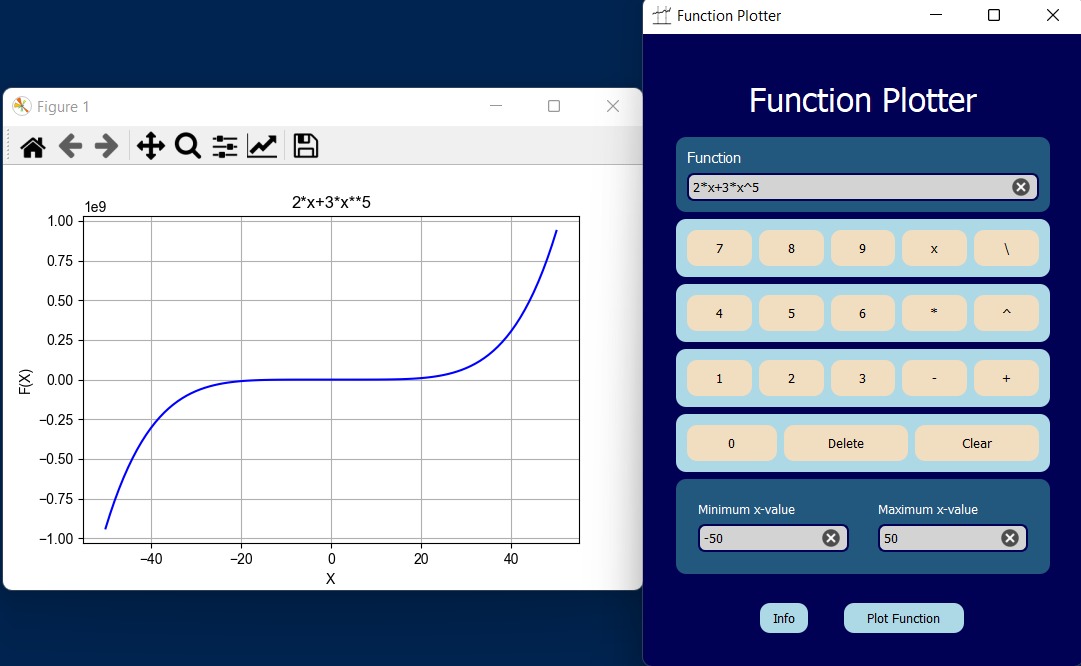 Figure 1
2*x+3*x**5
1e9
1.00
0.75
0.50
0.25
0.00
−0.25
−0.50
−0.75
−1.00
F(X)
−40 −20 0 20 40
X
Function Plotter
Function Plotter
Function
2*x+3*x^5
7 8 9 x \
4 5 6 * ^
1 2 3 - +
0 Delete Clear
Minimum x-value Maximum x-value
-50 50
Info Plot Function